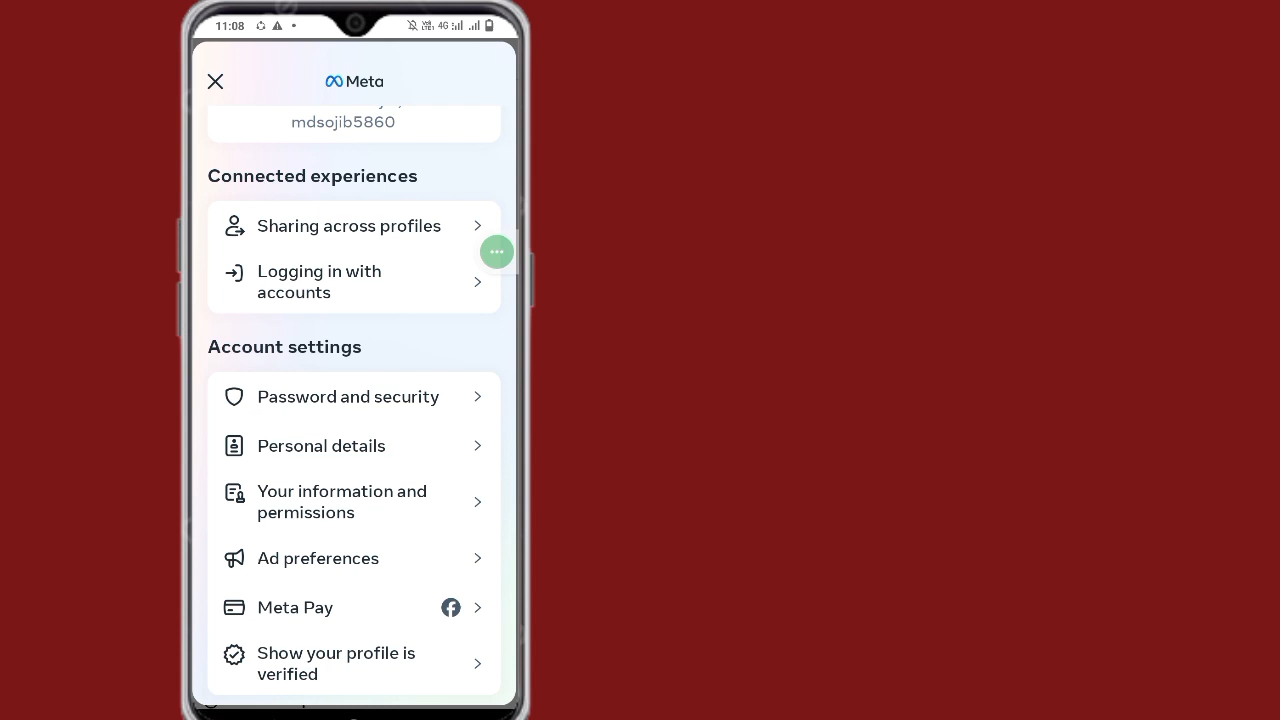 11:08
4G
Meta
mdsojib5860
Connected experiences
Sharing across profiles
Logging in with
accounts
Account settings
Password and security
Personal details
Your information and
permissions
Ad preferences
Meta Pay
Show your profile is
verified